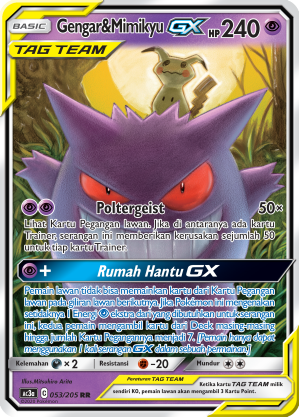 BASIC Gengar&Mimikyu GX HP 240
TAG TEAM
Poltergeist 50×
Lihat Kartu Pegangan lawan. Jika di antaranya ada kartu
Trainer, serangan ini memberikan kerusakan sejumlah 50
untuk tiap kartu Trainer.
+ Rumah Hantu GX
Pemain lawan tidak bisa memainkan kartu dari Kartu Pegangan
lawan pada giliran lawan berikutnya. Jika Pokémon ini mengenakan
setidaknya 1 Energi ekstra dari yang dibutuhkan untuk serangan
ini, kedua pemain mengambil kartu dari Deck masing-masing
hingga jumlah Kartu Pegangannya menjadi 7. (Pemain hanya dapat
menggunakan 1 kali serangan GX dalam sebuah permainan.)
Kelemahan ×2 Resistansi -20 Mundur
Illus. Mitsuhiro Arita
Peraturan TAG TEAM
Ketika kartu TAG TEAM milik
sendiri KO, pemain lawan akan mengambil 3 Kartu Point.
053/205 RR